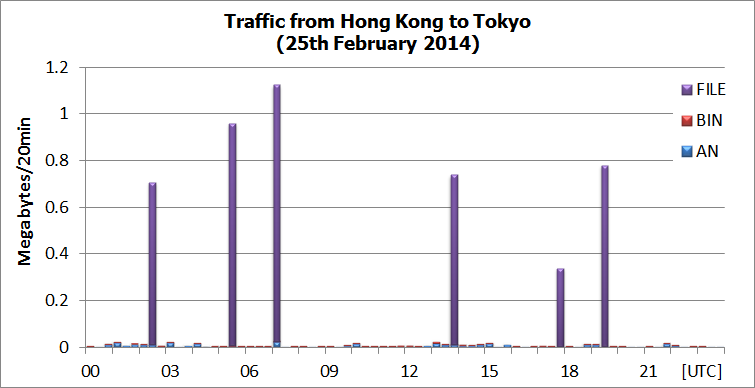 Traffic from Hong Kong to Tokyo
(25th February 2014)
Megabytes/20min
1.2
1
0.8
0.6
0.4
0.2
0
FILE
BIN
AN
00 03 06 09 12 15 18 21 [UTC]